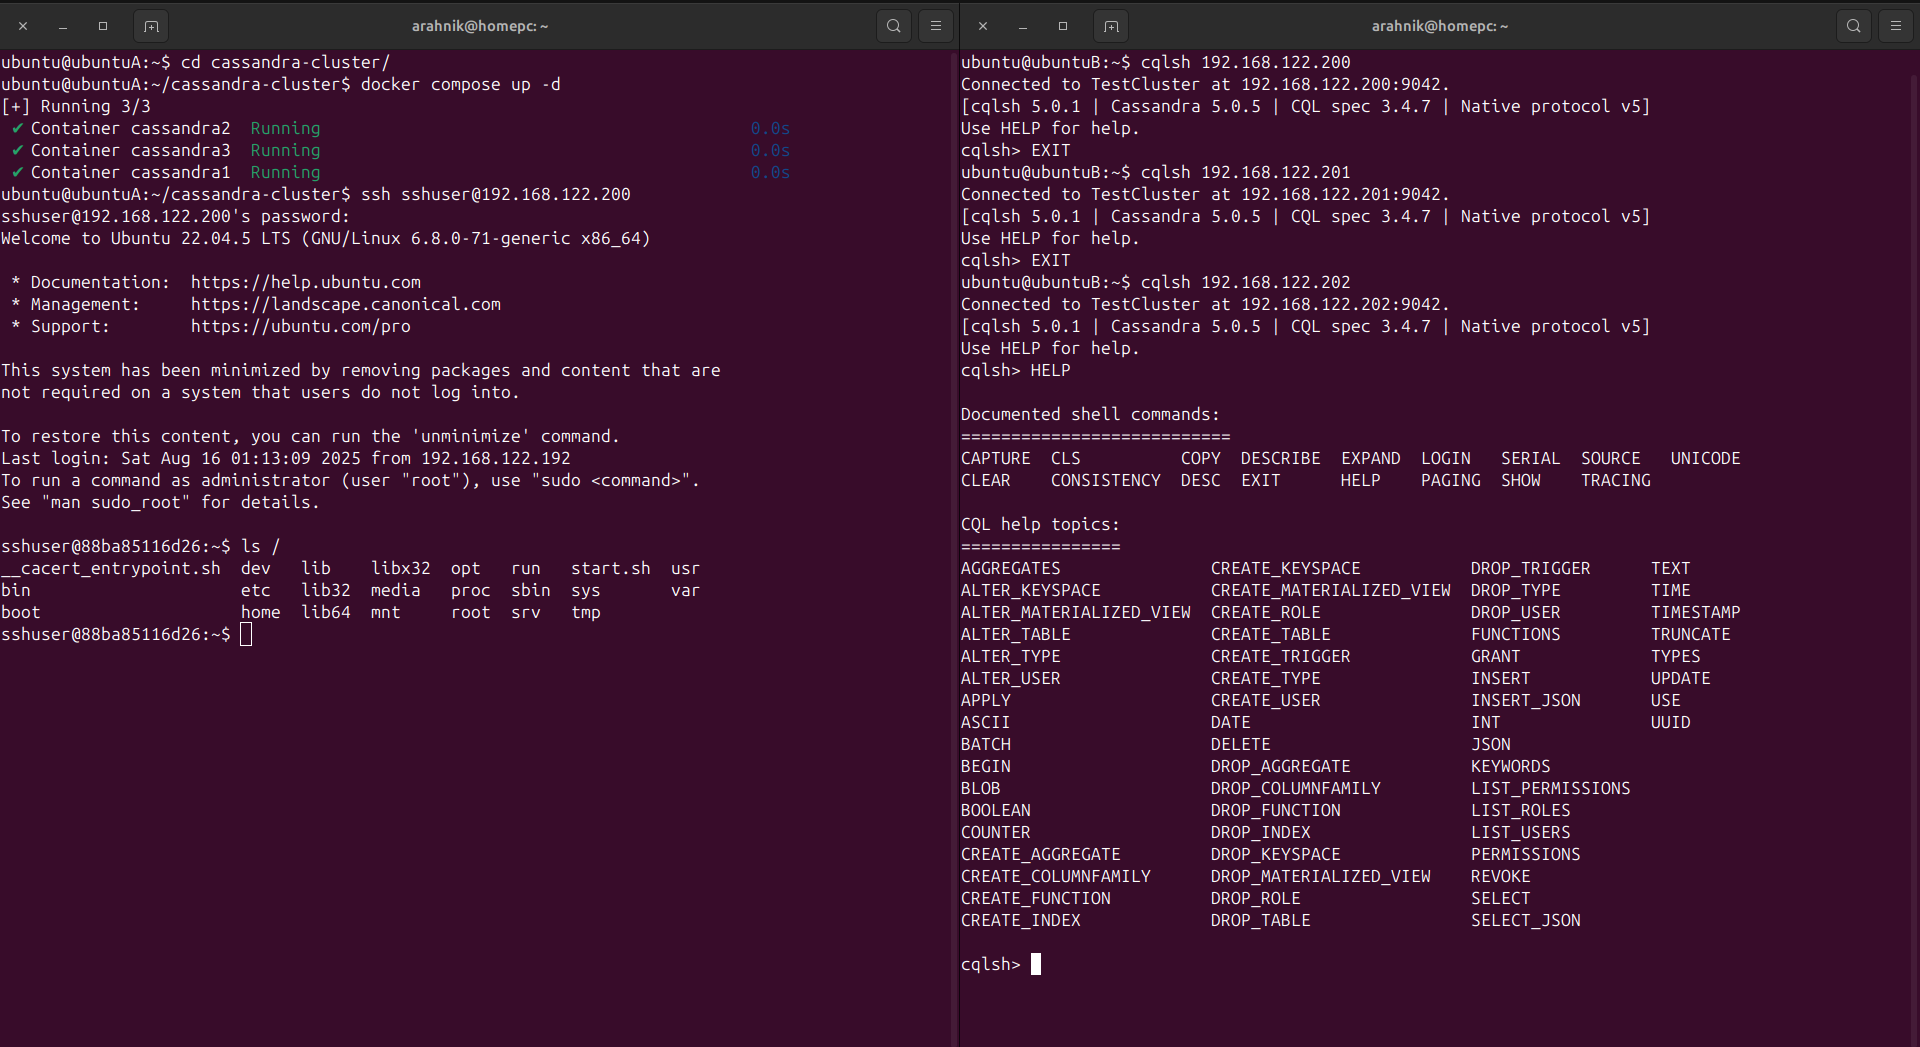 arahnik@homepc: ~
ubuntu@ubuntuA:~$ cd cassandra-cluster/
ubuntu@ubuntuA:~/cassandra-cluster$ docker compose up -d
[+] Running 3/3
✔ Container cassandra2  Running  0.0s
✔ Container cassandra3  Running  0.0s
✔ Container cassandra1  Running  0.0s
ubuntu@ubuntuA:~/cassandra-cluster$ ssh sshuser@192.168.122.200
sshuser@192.168.122.200's password:
Welcome to Ubuntu 22.04.5 LTS (GNU/Linux 6.8.0-71-generic x86_64)
* Documentation:  https://help.ubuntu.com
* Management:     https://landscape.canonical.com
* Support:        https://ubuntu.com/pro
This system has been minimized by removing packages and content that are
not required on a system that users do not log into.
To restore this content, you can run the 'unminimize' command.
Last login: Sat Aug 16 01:13:09 2025 from 192.168.122.192
To run a command as administrator (user "root"), use "sudo <command>".
See "man sudo_root" for details.
sshuser@88ba85116d26:~$ ls /
__cacert_entrypoint.sh  dev   lib    libx32  opt   run   start.sh  usr
bin                     etc   lib32  media   proc  sbin  sys       var
boot                    home  lib64  mnt     root  srv   tmp
sshuser@88ba85116d26:~$
arahnik@homepc: ~
ubuntu@ubuntuB:~$ cqlsh 192.168.122.200
Connected to TestCluster at 192.168.122.200:9042.
[cqlsh 5.0.1 | Cassandra 5.0.5 | CQL spec 3.4.7 | Native protocol v5]
Use HELP for help.
cqlsh> EXIT
ubuntu@ubuntuB:~$ cqlsh 192.168.122.201
Connected to TestCluster at 192.168.122.201:9042.
[cqlsh 5.0.1 | Cassandra 5.0.5 | CQL spec 3.4.7 | Native protocol v5]
Use HELP for help.
cqlsh> EXIT
ubuntu@ubuntuB:~$ cqlsh 192.168.122.202
Connected to TestCluster at 192.168.122.202:9042.
[cqlsh 5.0.1 | Cassandra 5.0.5 | CQL spec 3.4.7 | Native protocol v5]
Use HELP for help.
cqlsh> HELP
Documented shell commands:
===========================
CAPTURE  CLS          COPY  DESCRIBE  EXPAND  LOGIN   SERIAL  SOURCE   UNICODE
CLEAR    CONSISTENCY  DESC  EXIT      HELP    PAGING  SHOW    TRACING
CQL help topics:
================
AGGREGATES               CREATE_KEYSPACE           DROP_TRIGGER      TEXT
ALTER_KEYSPACE           CREATE_MATERIALIZED_VIEW  DROP_TYPE         TIME
ALTER_MATERIALIZED_VIEW  CREATE_ROLE               DROP_USER         TIMESTAMP
ALTER_TABLE              CREATE_TABLE              FUNCTIONS         TRUNCATE
ALTER_TYPE               CREATE_TRIGGER            GRANT             TYPES
ALTER_USER               CREATE_TYPE               INSERT            UPDATE
APPLY                    CREATE_USER               INSERT_JSON       USE
ASCII                    DATE                      INT               UUID
BATCH                    DELETE                    JSON
BEGIN                    DROP_AGGREGATE            KEYWORDS
BLOB                     DROP_COLUMNFAMILY         LIST_PERMISSIONS
BOOLEAN                  DROP_FUNCTION             LIST_ROLES
COUNTER                  DROP_INDEX                LIST_USERS
CREATE_AGGREGATE         DROP_KEYSPACE             PERMISSIONS
CREATE_COLUMNFAMILY      DROP_MATERIALIZED_VIEW    REVOKE
CREATE_FUNCTION          DROP_ROLE                 SELECT
CREATE_INDEX             DROP_TABLE                SELECT_JSON
cqlsh>